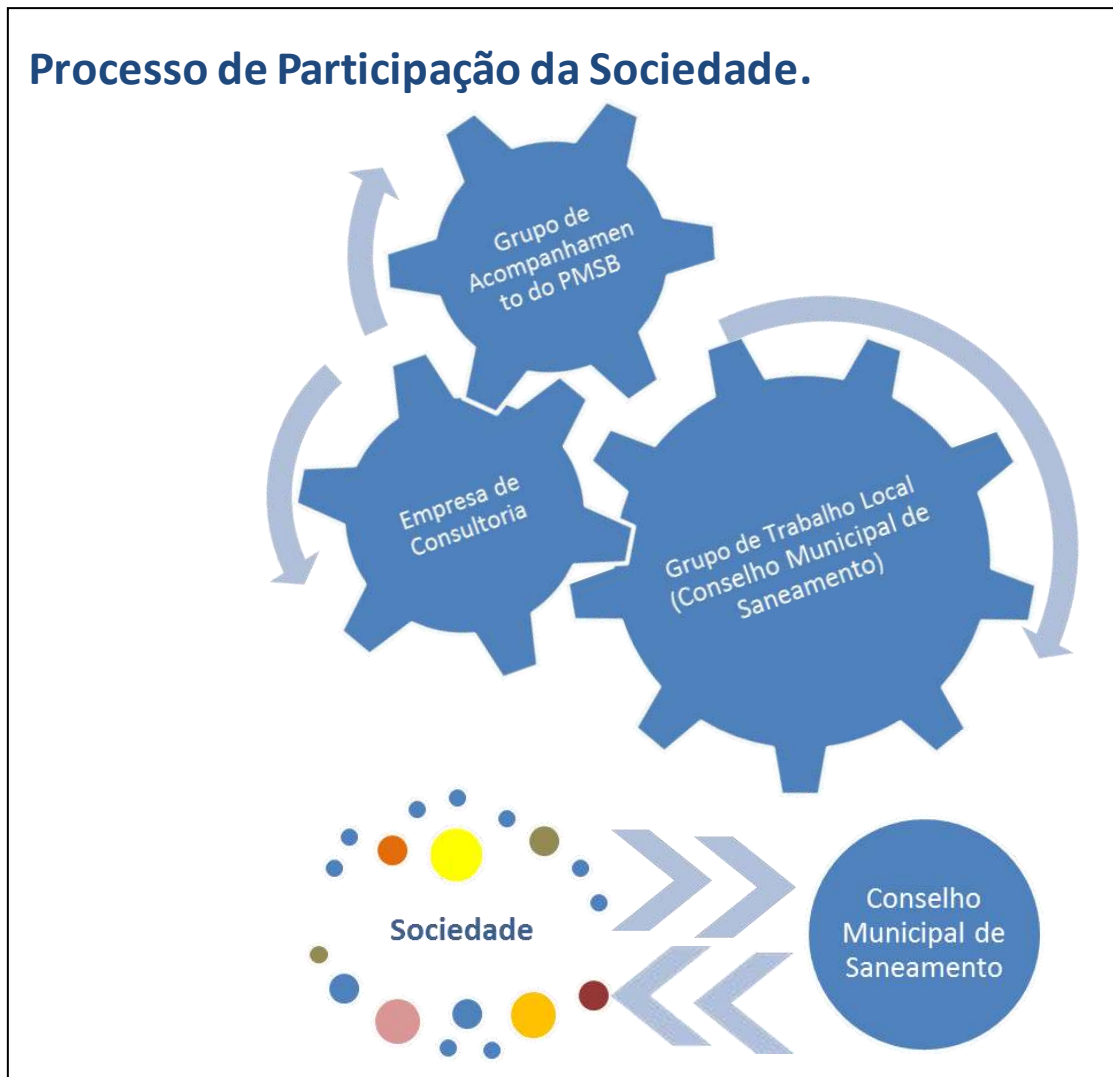 Processo de Participação da Sociedade.
Grupo de
Acompanhamen
to do PMSB
Empresa de
Consultoria
Grupo de Trabalho Local
(Conselho Municipal de
Saneamento)
Sociedade
Conselho
Municipal de
Saneamento